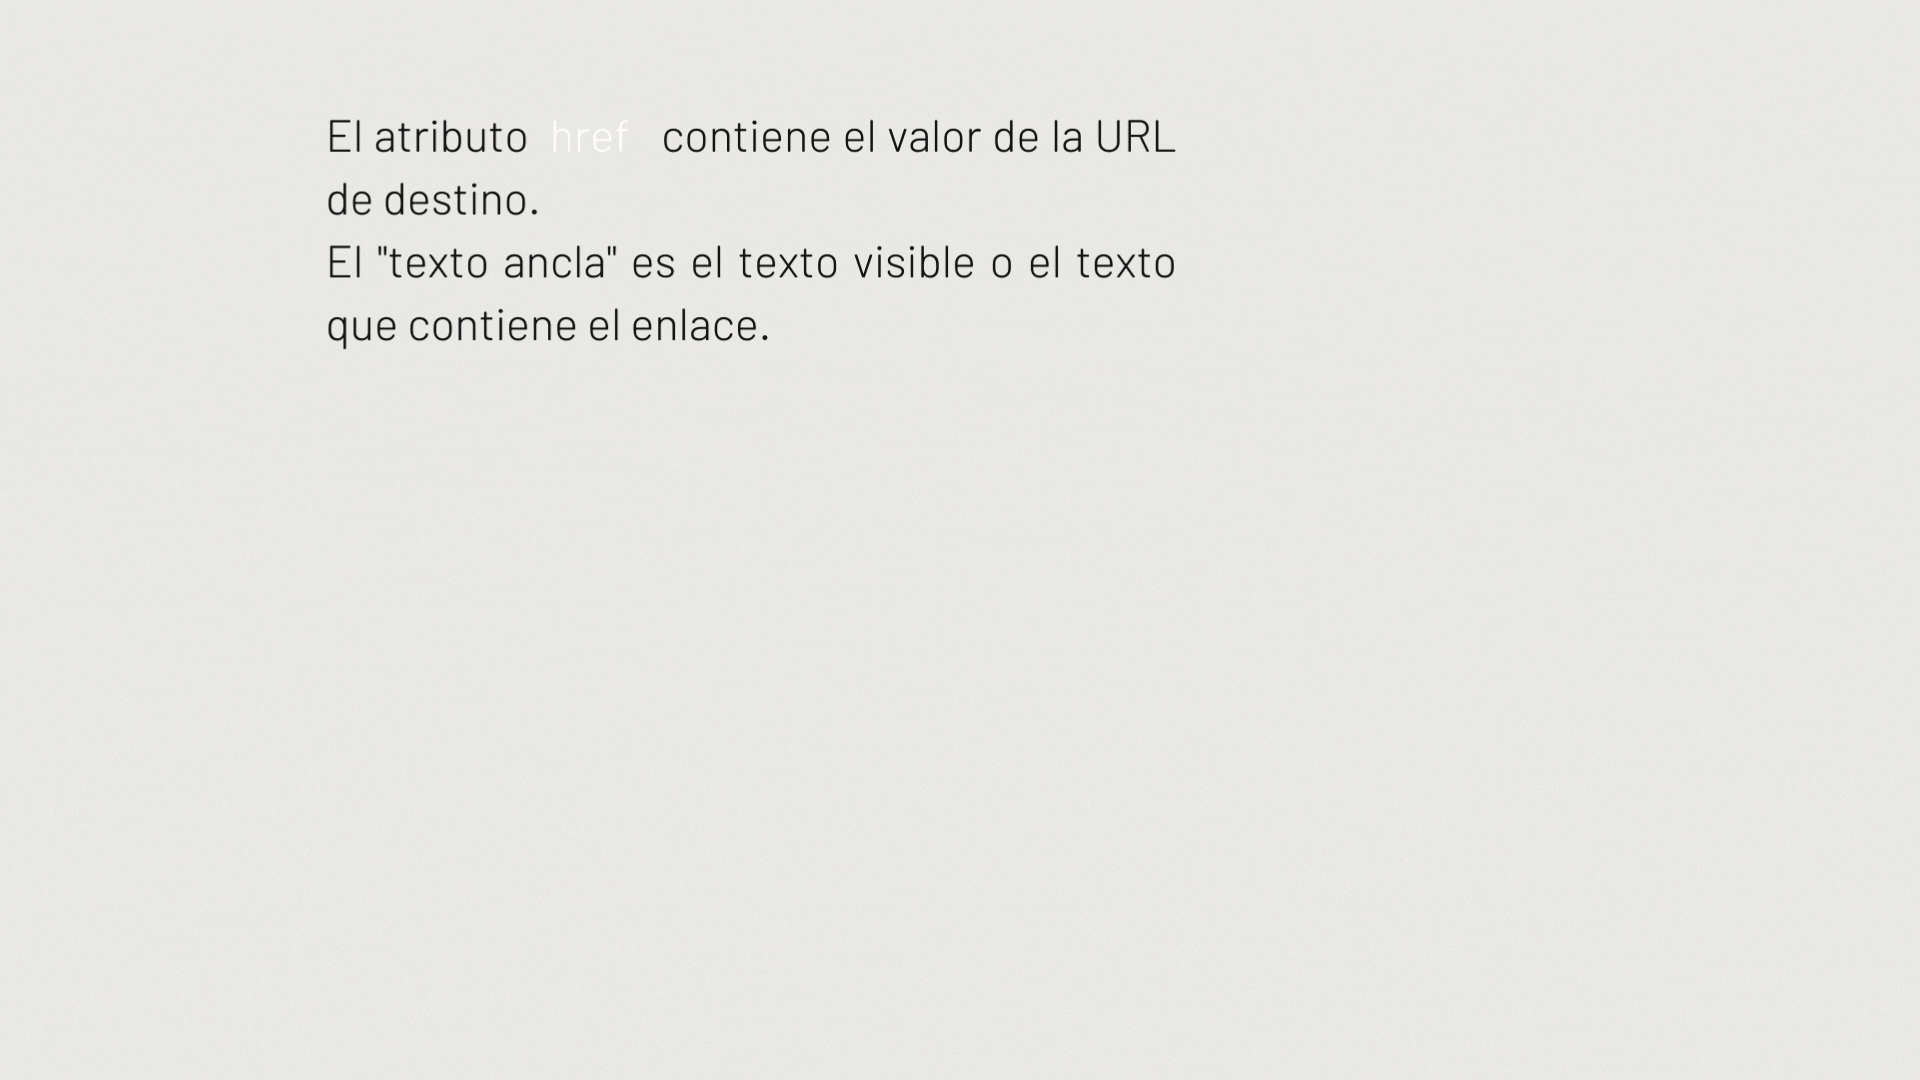 El atributo href contiene el valor de la URL
de destino.
El "texto ancla" es el texto visible o el texto
que contiene el enlace.